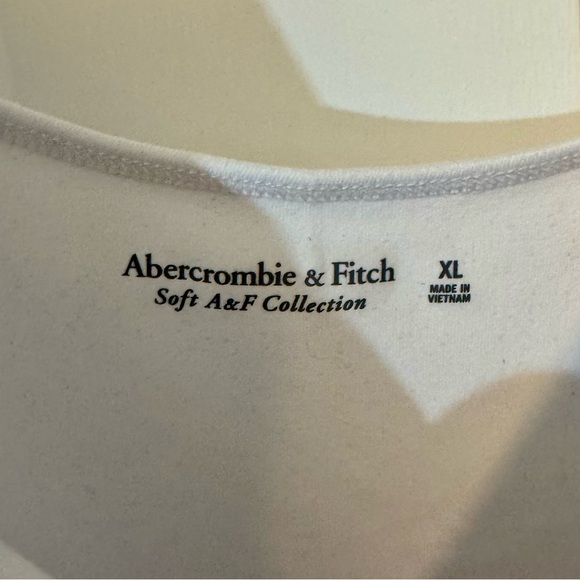 Abercrombie & Fitch
Soft A&F Collection
XL
MADE IN
VIETNAM